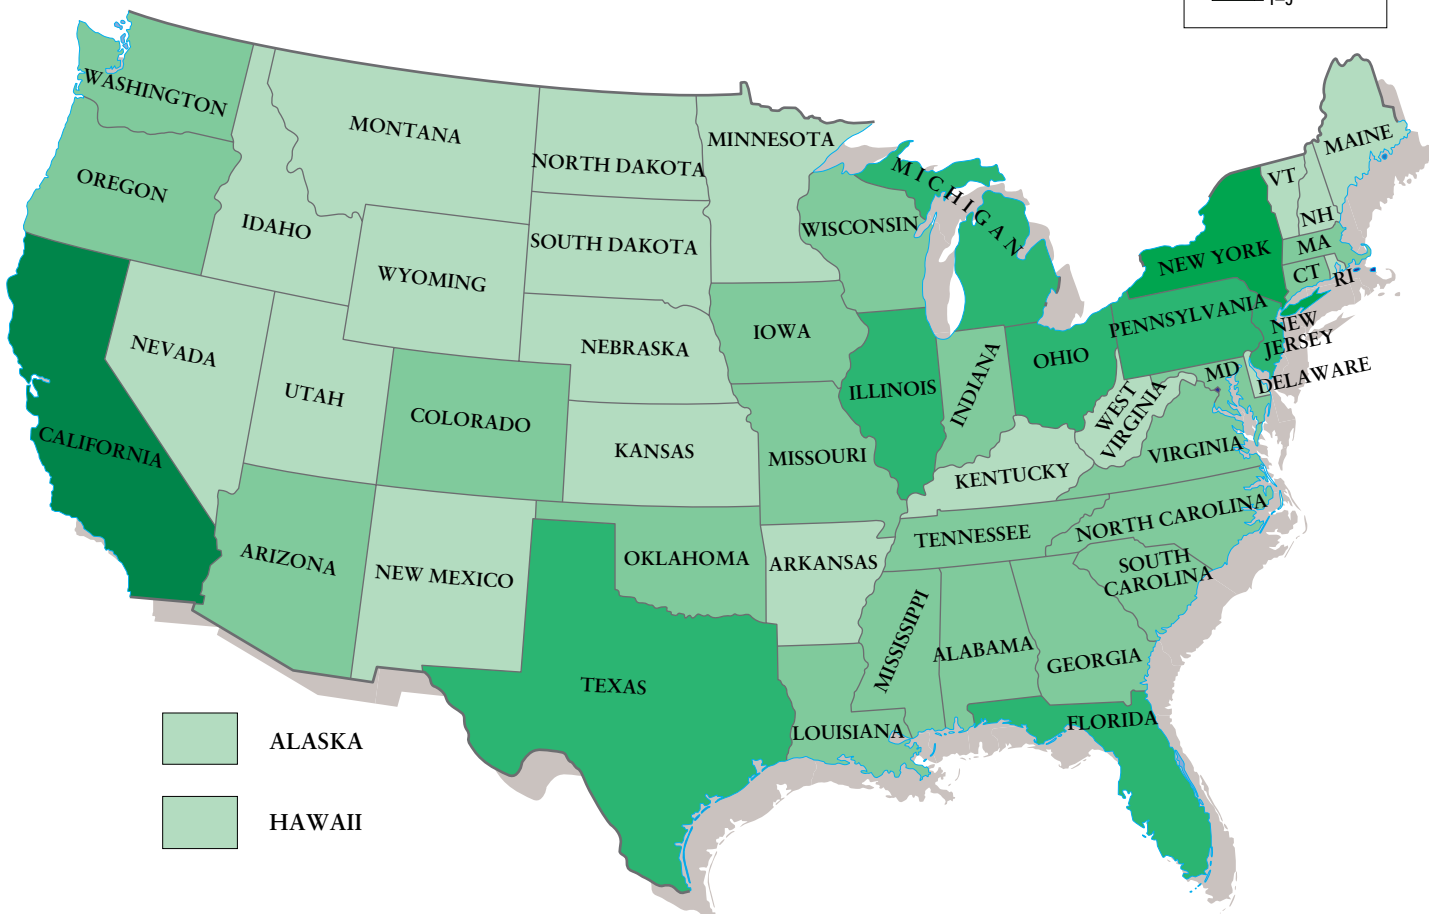 WASHINGTON
MONTANA
NORTH DAKOTA
MINNESOTA
MAINE
OREGON
IDAHO
MICHIGAN
VT
NH
WISCONSIN
SOUTH DAKOTA
WYOMING
NEW YORK
MA
CT
RI
NEVADA
NEBRASKA
IOWA
PENNSYLVANIA
NEW
JERSEY
OHIO
UTAH
COLORADO
ILLINOIS
INDIANA
MD
DELAWARE
WEST
VIRGINIA
CALIFORNIA
KANSAS
MISSOURI
KENTUCKY
VIRGINIA
ARIZONA
NEW MEXICO
OKLAHOMA
ARKANSAS
TENNESSEE
NORTH CAROLINA
SOUTH
CAROLINA
MISSISSIPPI
ALABAMA
GEORGIA
TEXAS
LOUISIANA
FLORIDA
ALASKA
HAWAII